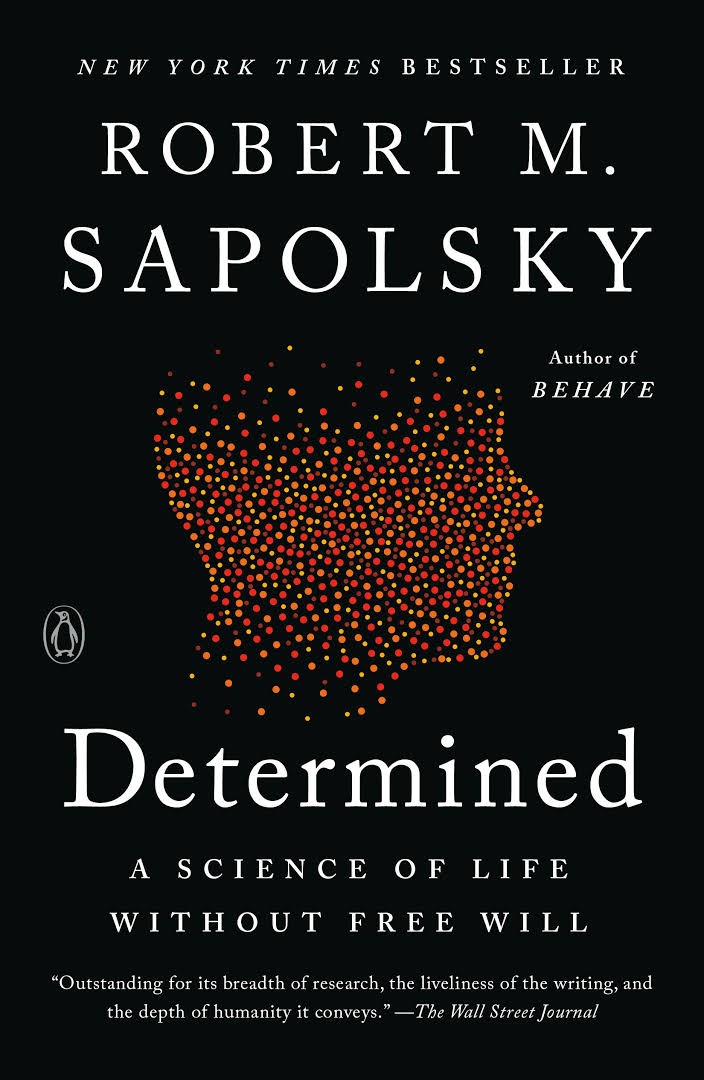 NEW YORK TIMES BESTSELLER
ROBERT M.
SAPOLSKY
Author of
BEHAVE
Determined
A SCIENCE OF LIFE
WITHOUT FREE WILL
“Outstanding for its breadth of research, the liveliness of the writing, and
the depth of humanity it conveys.” —The Wall Street Journal